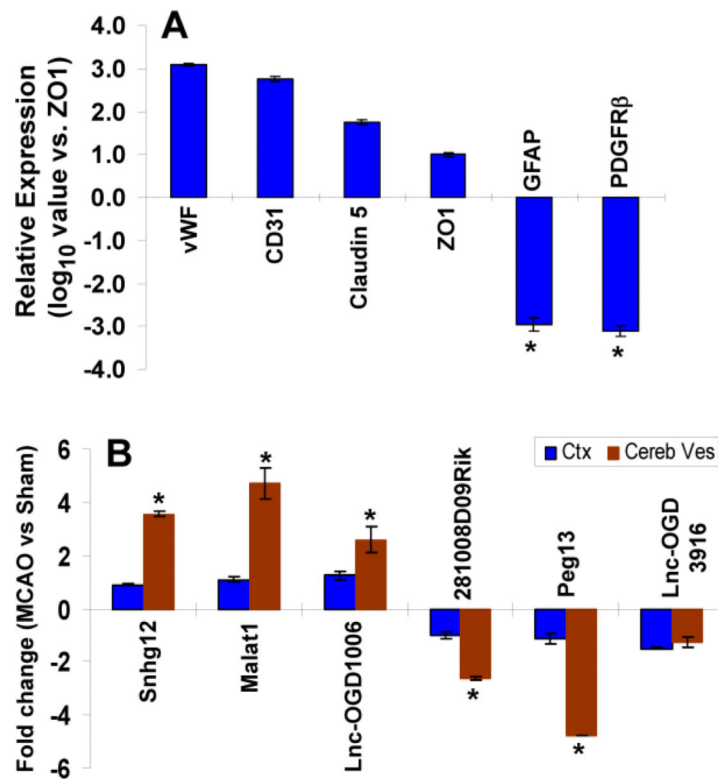 A
Relative Expression
(log10 value vs. ZO1)
4.0
3.0
2.0
1.0
0.0
-1.0
-2.0
-3.0
-4.0
vWF
CD31
Claudin 5
ZO1
GFAP
PDGFRβ
*
*
B
Fold change (MCAO vs Sham)
6
4
2
0
-2
-4
-6
Ctx
Cereb Ves
*
*
*
Snhg12
Malat1
Lnc-OGD1006
281008D09Rik
Peg13
Lnc-OGD
3916
*
*